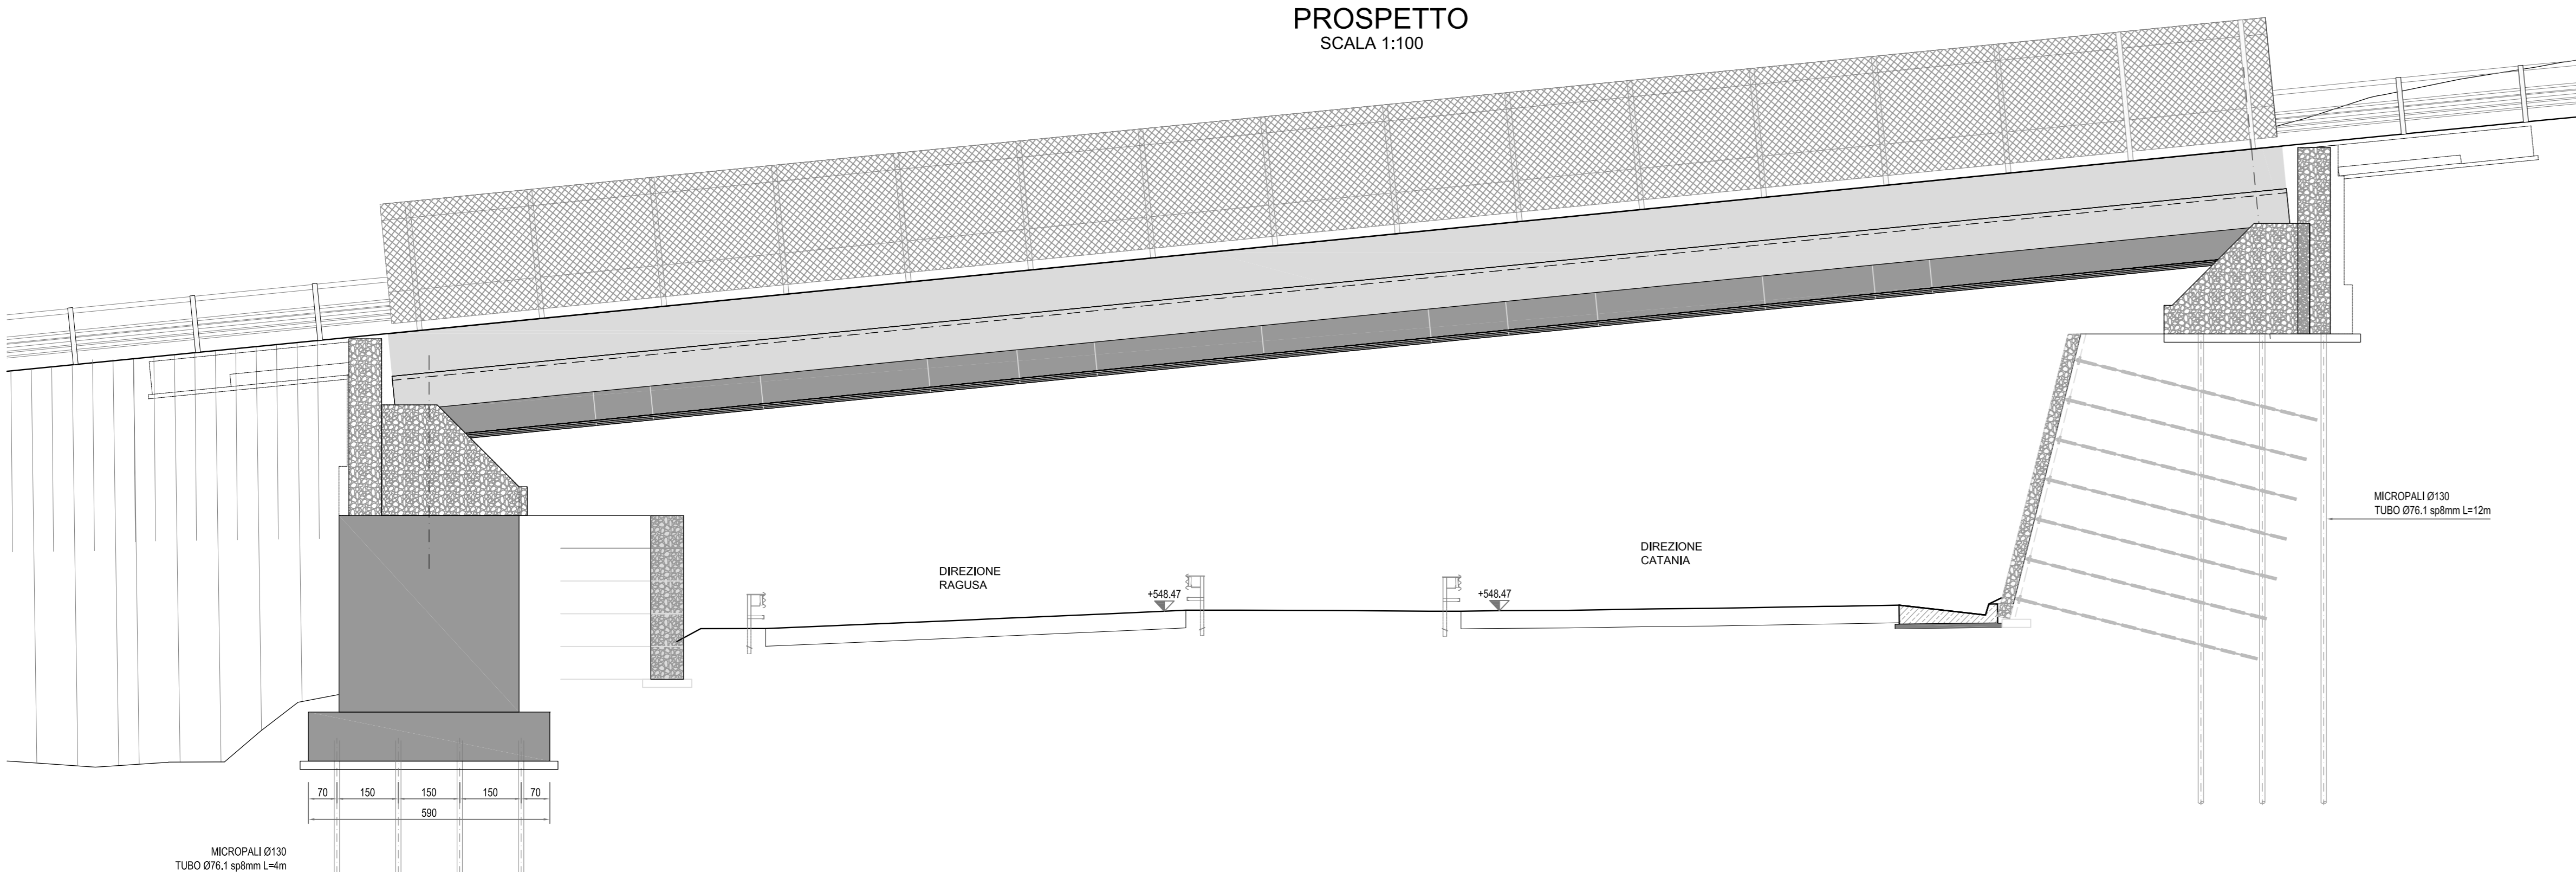 PROSPETTO
SCALA 1:100
MICROPALI Ø130
TUBO Ø76.1 sp8mm L=12m
DIREZIONE
CATANIA
DIREZIONE
RAGUSA
+548.47
+548.47
70 150 150 150 70
590
MICROPALI Ø130
TUBO Ø76.1 sp8mm L=4m